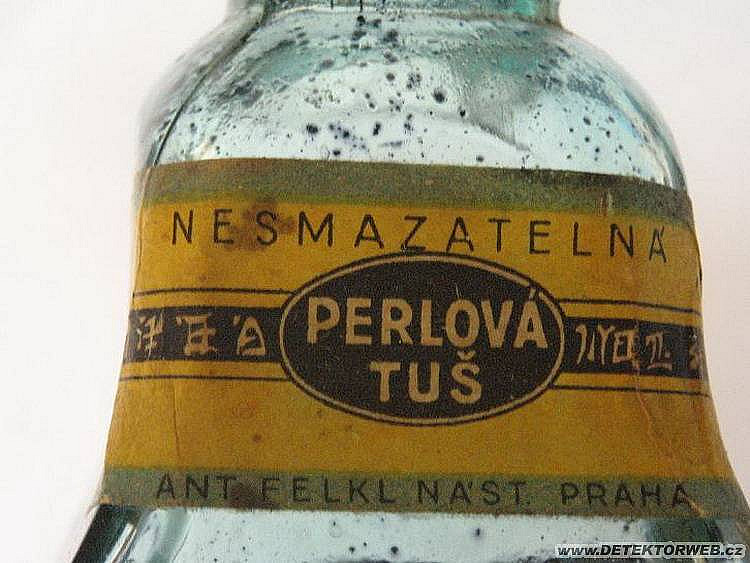 NESMAZATELNÁ
PERLOVÁ
TUŠ
ANT. FELKL NÁST. PRAHA
www.DETEKTORWEB.cz